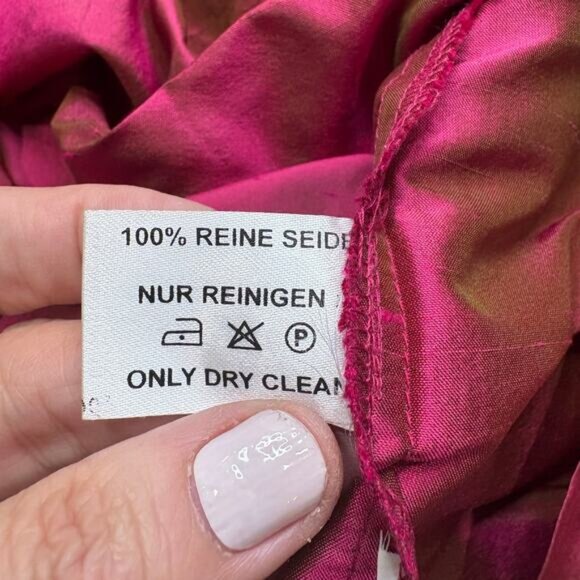 100% REINE SEIDE
NUR REINIGEN
P
ONLY DRY CLEAN